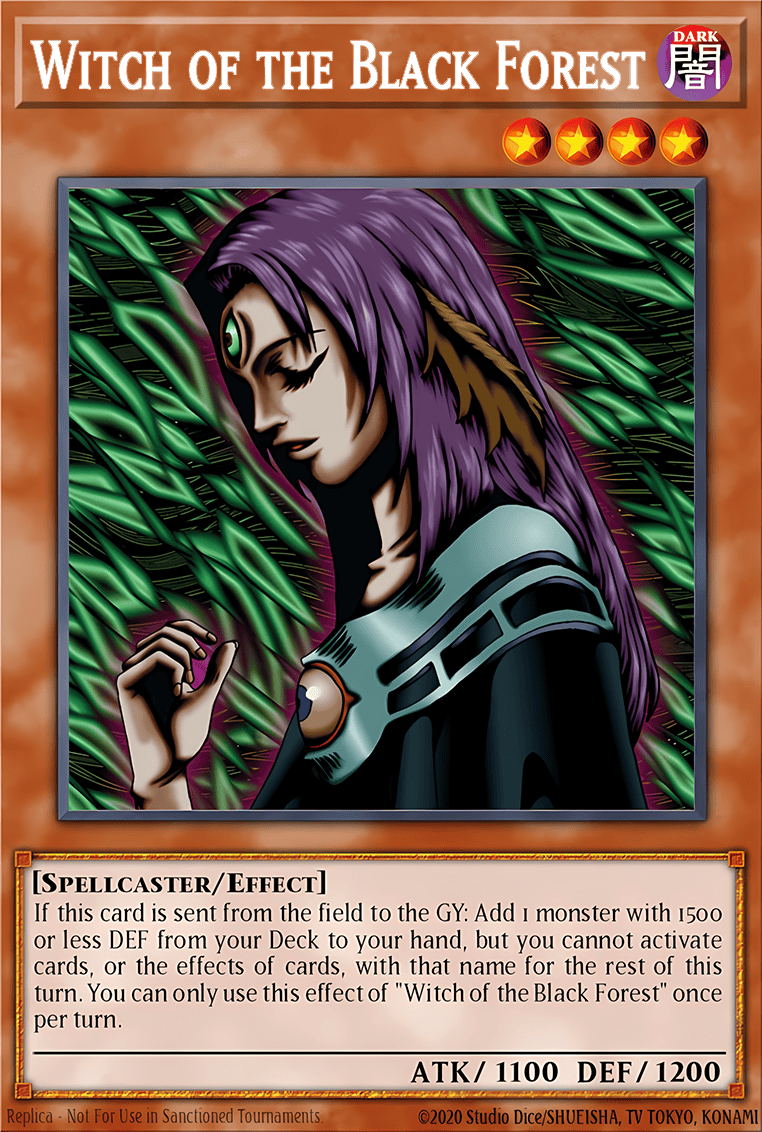 Witch of the Black Forest
DARK
闇
[Spellcaster/Effect]
If this card is sent from the field to the GY: Add 1 monster with 1500
or less DEF from your Deck to your hand, but you cannot activate
cards, or the effects of cards, with that name for the rest of this
turn. You can only use this effect of "Witch of the Black Forest" once
per turn.
ATK/ 1100 DEF/ 1200
Replica - Not For Use in Sanctioned Tournaments.
©2020 Studio Dice/SHUEISHA, TV TOKYO, KONAMI